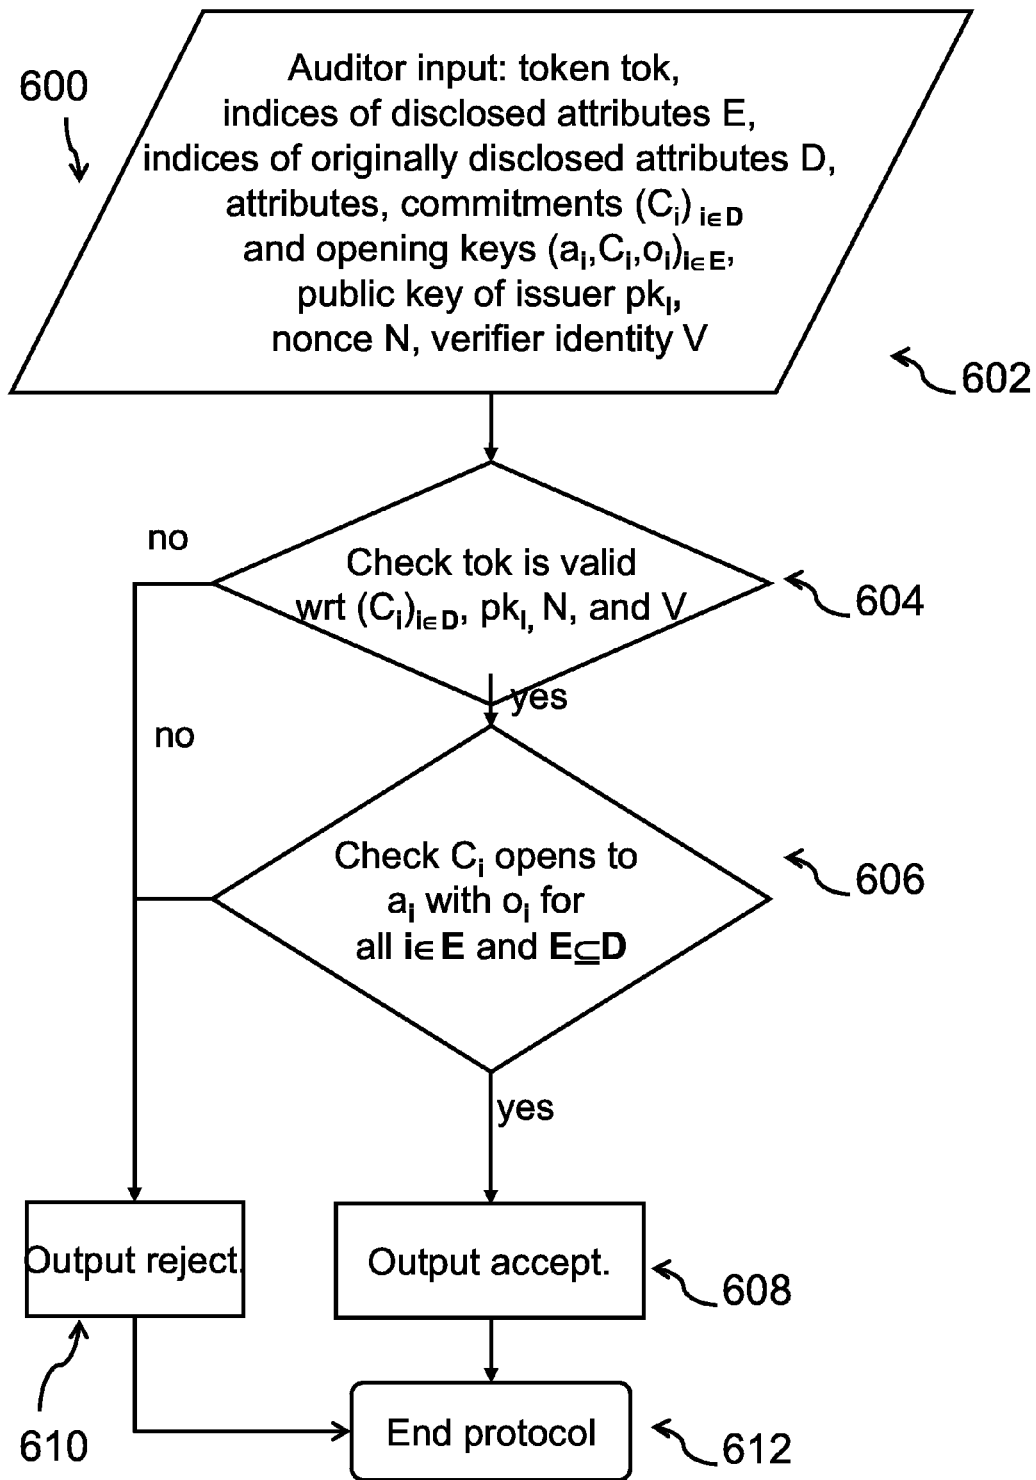 600
Auditor input: token tok,
indices of disclosed attributes E,
indices of originally disclosed attributes D,
attributes, commitments (Cᵢ) i∈D
and opening keys (aᵢ,Cᵢ,oᵢ)i∈E,
public key of issuer pkI,
nonce N, verifier identity V
602
no
Check tok is valid
wrt (Cᵢ)i∈D, pkI, N, and V
604
yes
no
Check Cᵢ opens to
aᵢ with oᵢ for
all i∈E and E⊆D
606
yes
Output reject.
Output accept.
608
610
End protocol
612